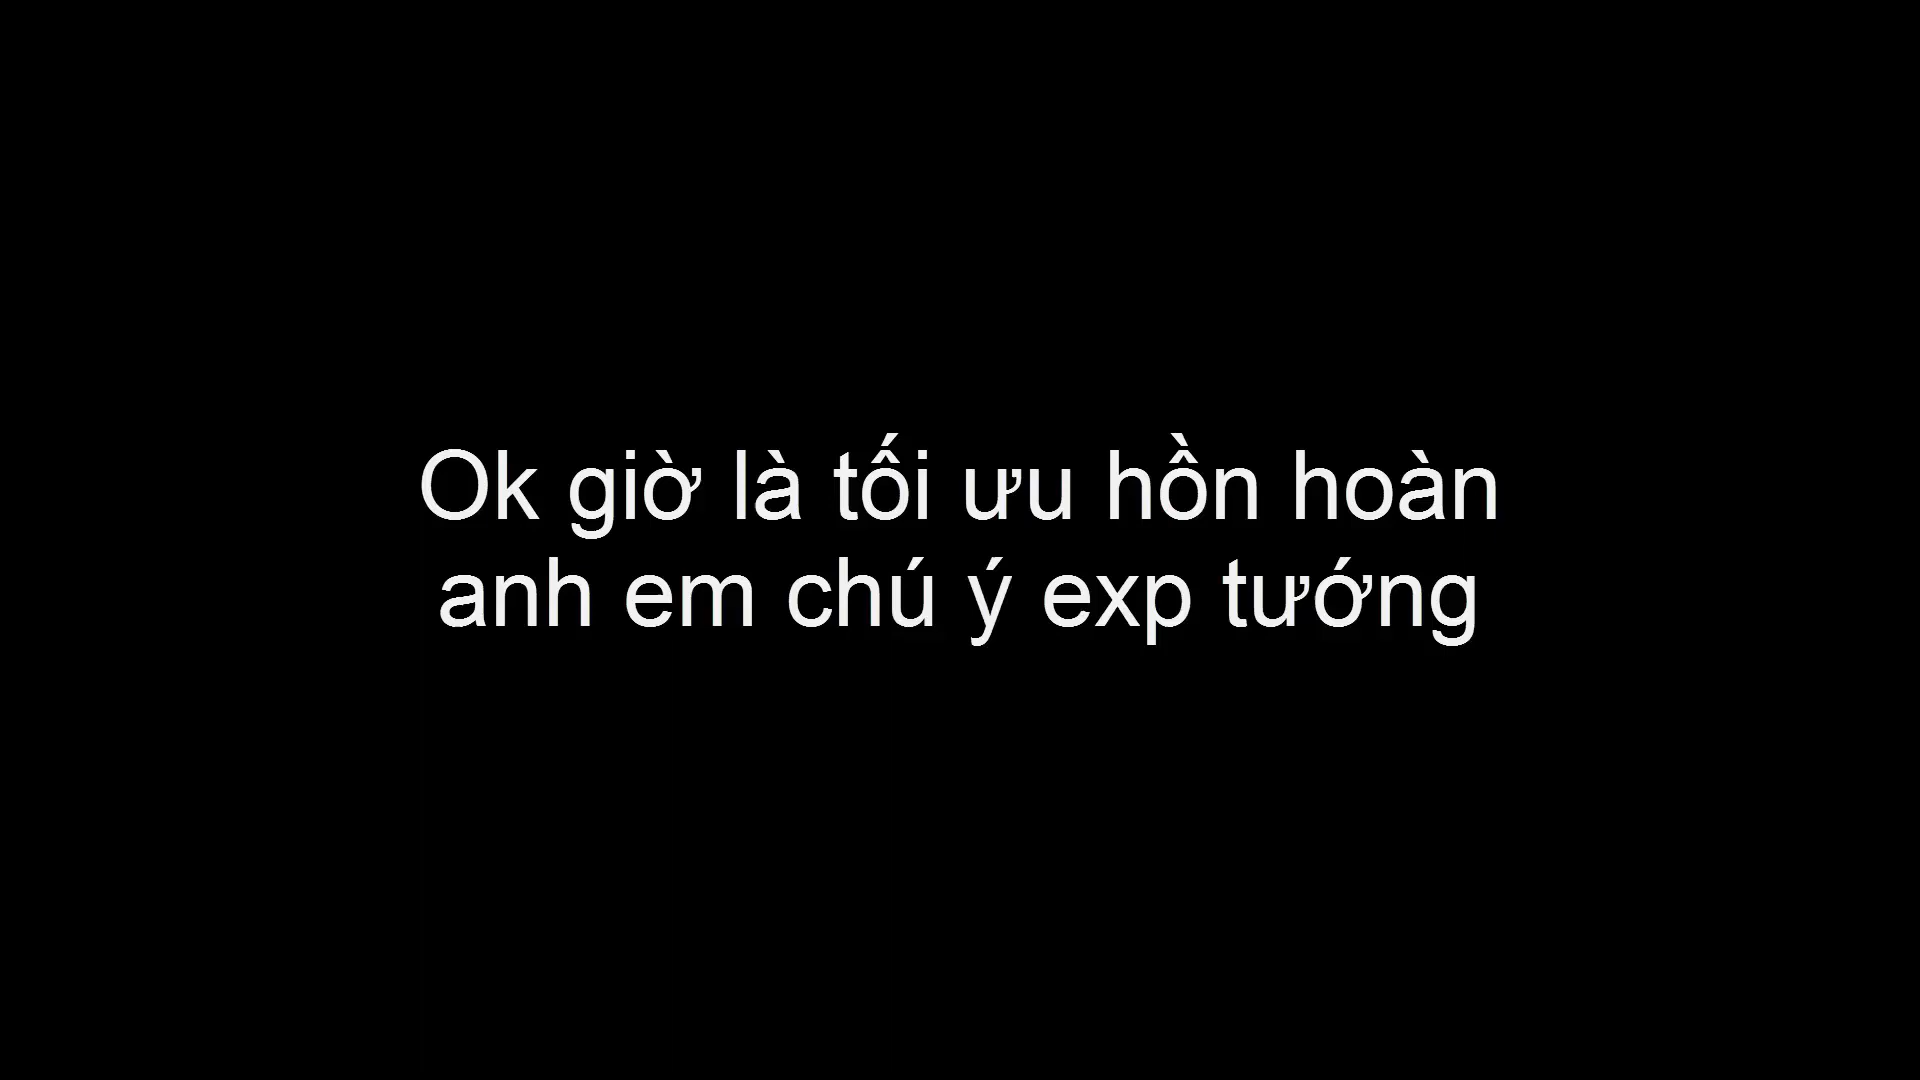 Ok giờ là tối ưu hồn hoàn
anh em chú ý exp tướng